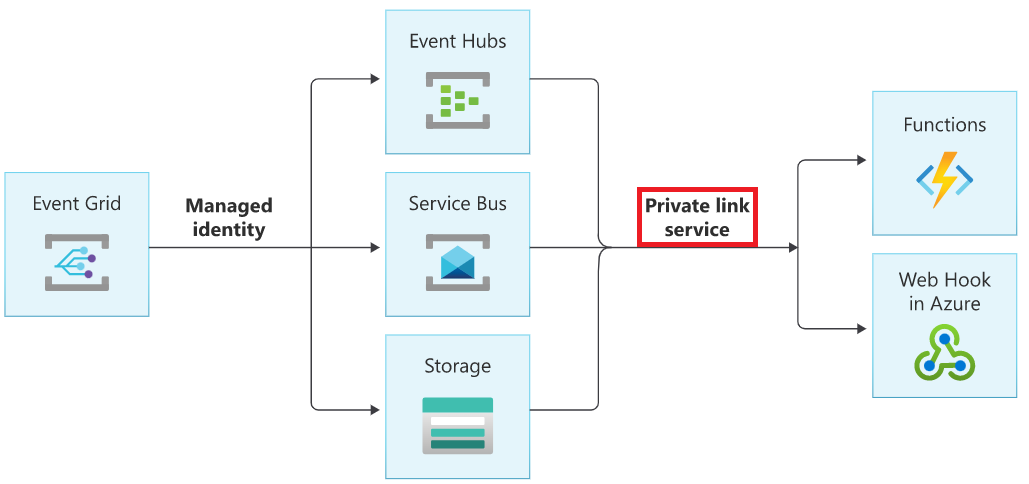 Event Grid
Managed
identity
Event Hubs
Service Bus
Storage
Private link
service
Functions
Web Hook
in Azure